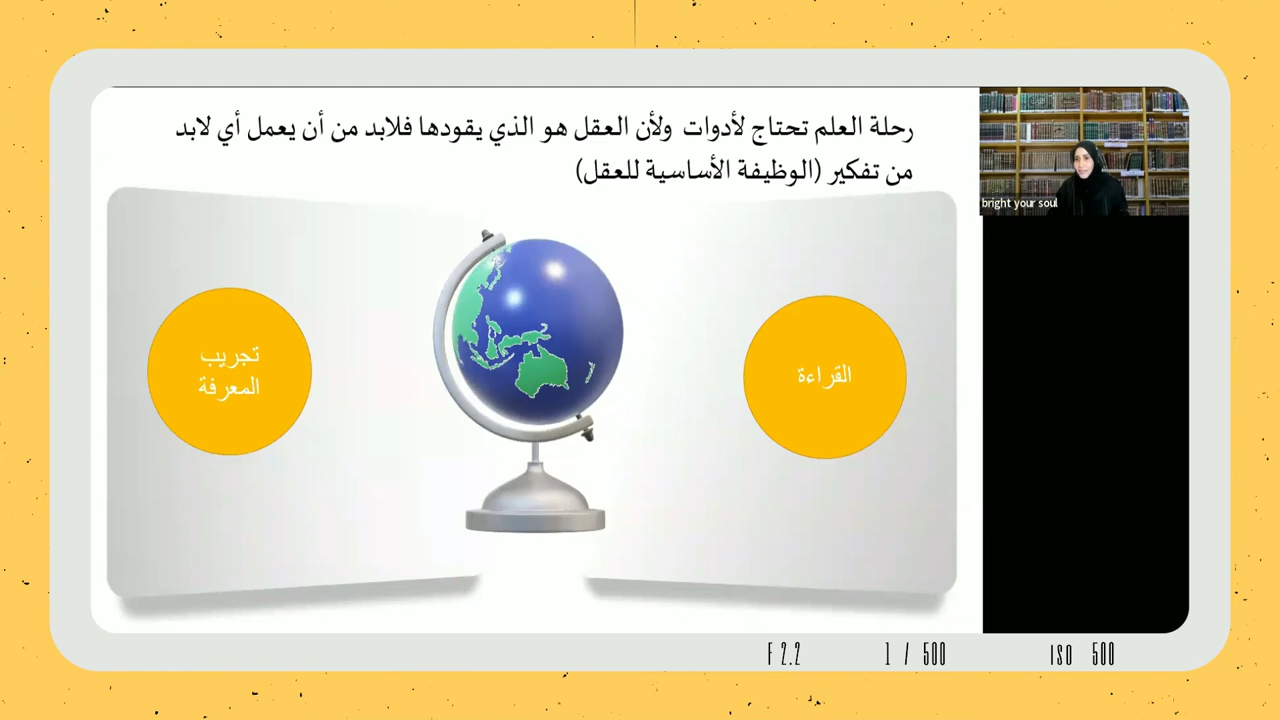 رحلة العلم تحتاج لأدوات ولأن العقل هو الذي يقودها فلابد من أن يعمل أي لابد
من تفكير (الوظيفة الأساسية للعقل)
bright your soul
القراءة
تجريب
المعرفة
F 2.2 1 / 500 ISO 500